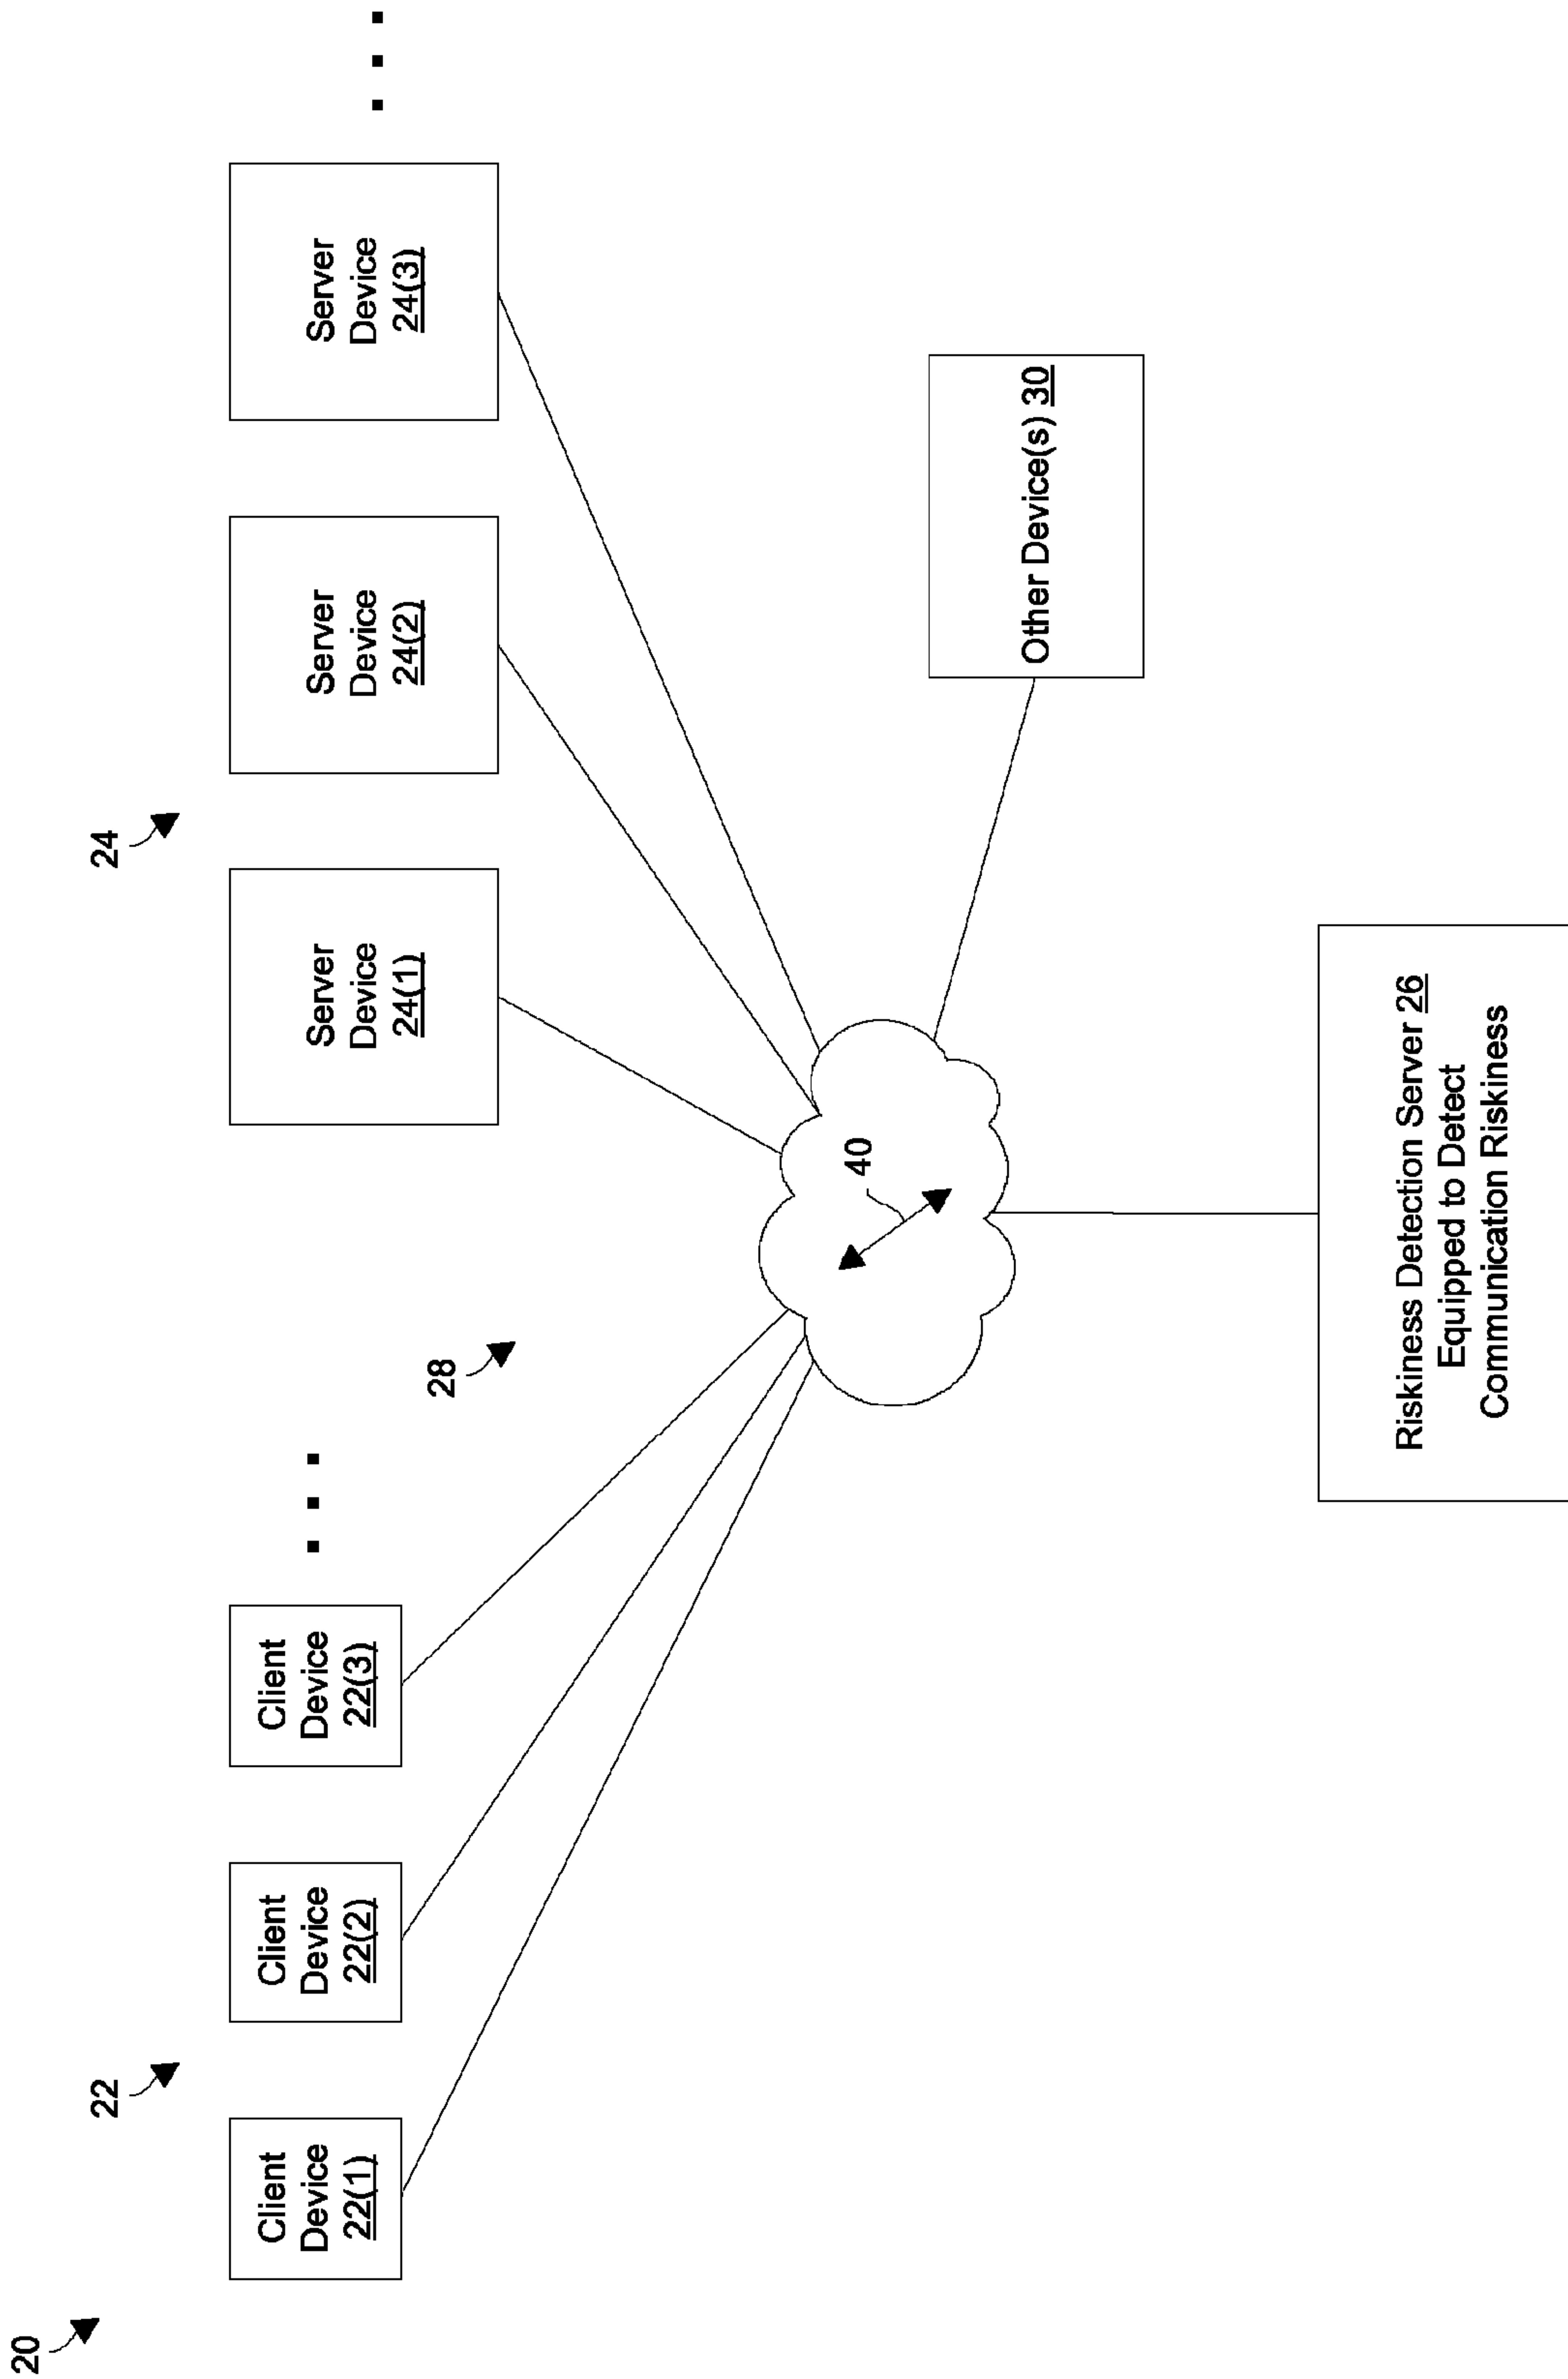 20
22
24
Client
Device
22(1)
Client
Device
22(2)
Client
Device
22(3)
Server
Device
24(1)
Server
Device
24(2)
Server
Device
24(3)
28
40
Other Device(s) 30
Riskiness Detection Server 26
Equipped to Detect
Communication Riskiness